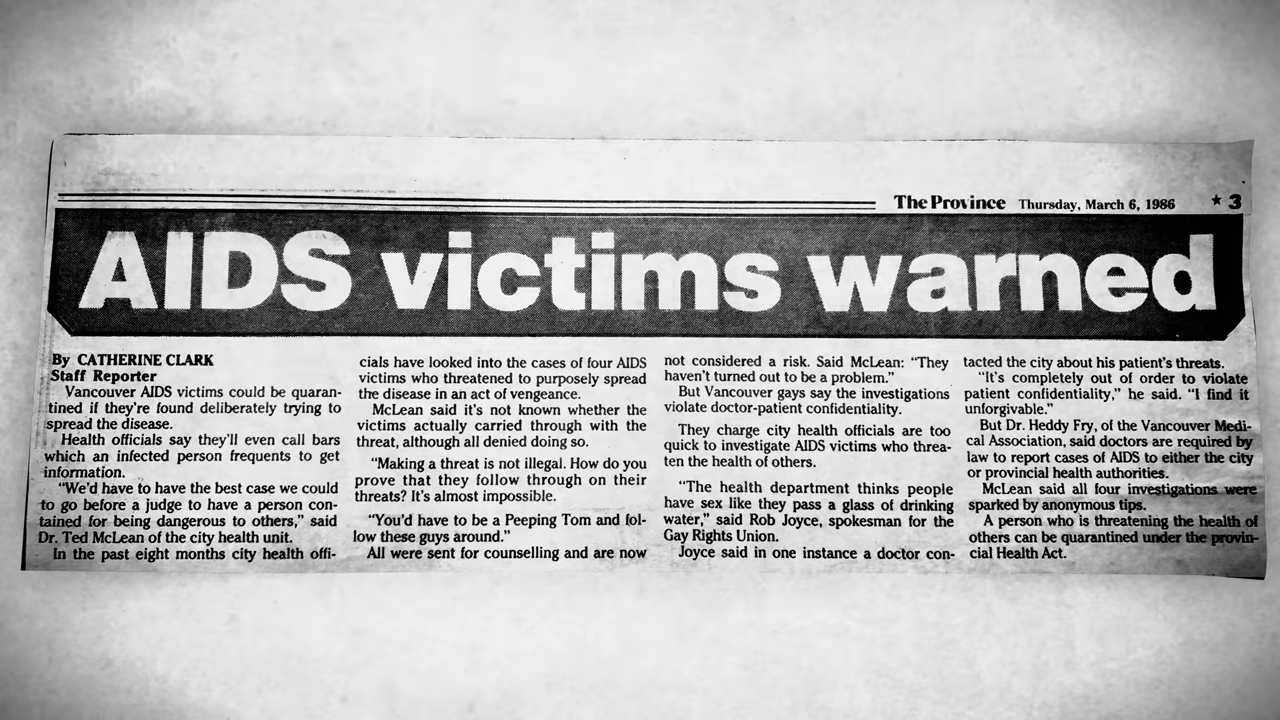 The Province Thursday, March 6, 1986 ★ 3
AIDS victims warned
By CATHERINE CLARK
Staff Reporter
Vancouver AIDS victims could be quaran-
tined if they're found deliberately trying to
spread the disease.
Health officials say they'll even call bars
which an infected person frequents to get
information.
"We'd have to have the best case we could
to go before a judge to have a person con-
tained for being dangerous to others," said
Dr. Ted McLean of the city health unit.
In the past eight months city health offi-
cials have looked into the cases of four AIDS
victims who threatened to purposely spread
the disease in an act of vengeance.
McLean said it's not known whether the
victims actually carried through with the
threat, although all denied doing so.
"Making a threat is not illegal. How do you
prove that they follow through on their
threats? It's almost impossible.
"You'd have to be a Peeping Tom and fol-
low these guys around."
All were sent for counselling and are now
not considered a risk. Said McLean: "They
haven't turned out to be a problem."
But Vancouver gays say the investigations
violate doctor-patient confidentiality.
They charge city health officials are too
quick to investigate AIDS victims who threa-
ten the health of others.
"The health department thinks people
have sex like they pass a glass of drinking
water," said Rob Joyce, spokesman for the
Gay Rights Union.
Joyce said in one instance a doctor con-
tacted the city about his patient's threats.
"It's completely out of order to violate
patient confidentiality," he said. "I find it
unforgivable."
But Dr. Heddy Fry, of the Vancouver Medi-
cal Association, said doctors are required by
law to report cases of AIDS to either the city
or provincial health authorities.
McLean said all four investigations were
sparked by anonymous tips.
A person who is threatening the health of
others can be quarantined under the provin-
cial Health Act.